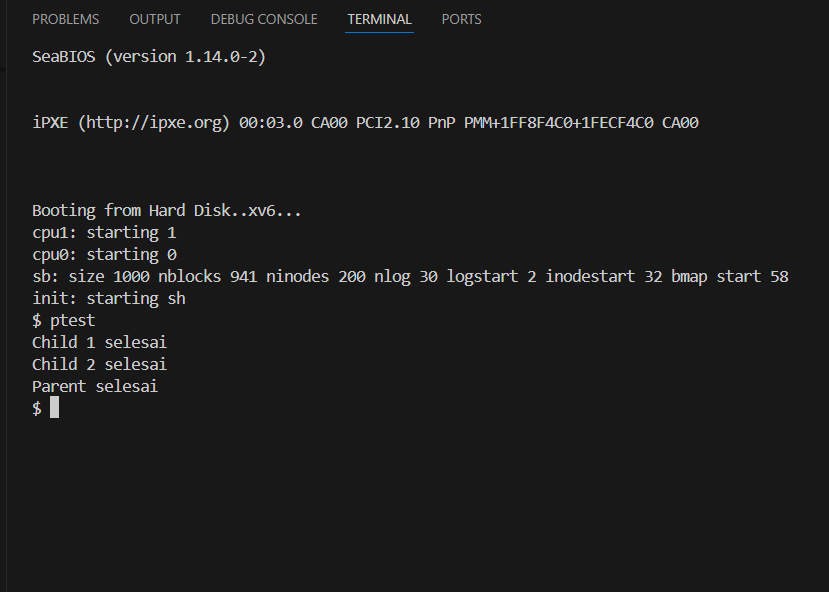 PROBLEMS OUTPUT DEBUG CONSOLE TERMINAL PORTS
SeaBIOS (version 1.14.0-2)
iPXE (http://ipxe.org) 00:03.0 CA00 PCI2.10 PnP PMM+1FF8F4C0+1FECF4C0 CA00
Booting from Hard Disk..xv6...
cpu1: starting 1
cpu0: starting 0
sb: size 1000 nblocks 941 ninodes 200 nlog 30 logstart 2 inodestart 32 bmap start 58
init: starting sh
$ ptest
Child 1 selesai
Child 2 selesai
Parent selesai
$